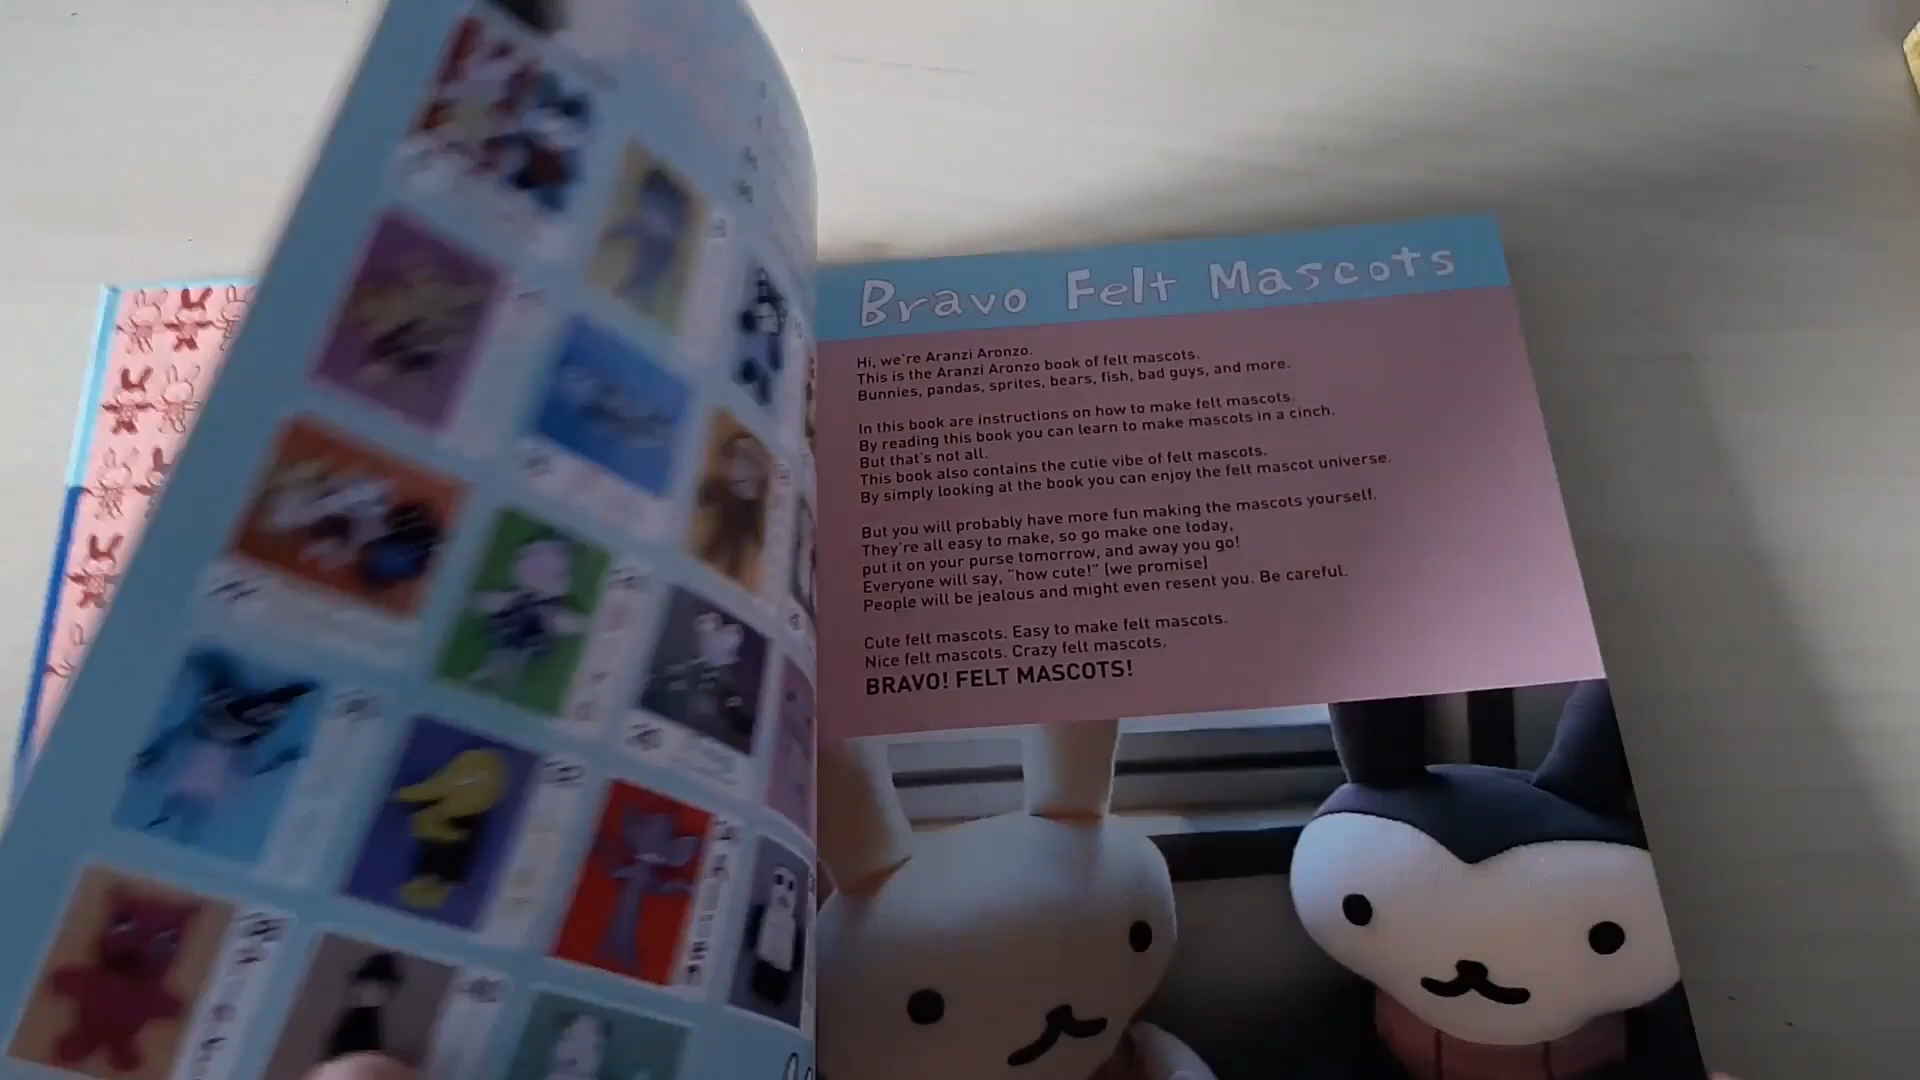 Bravo Felt Mascots
Hi, we're Aranzi Aronzo.
This is the Aranzi Aronzo book of felt mascots.
Bunnies, pandas, sprites, bears, fish, bad guys, and more.
In this book are instructions on how to make felt mascots.
By reading this book you can learn to make mascots in a cinch.
But that's not all.
This book also contains the cutie vibe of felt mascots.
By simply looking at the book you can enjoy the felt mascot universe.
But you will probably have more fun making the mascots yourself.
They're all easy to make, so go make one today,
put it on your purse tomorrow, and away you go!
Everyone will say, "how cute!" (we promise)
People will be jealous and might even resent you. Be careful.
Cute felt mascots. Easy to make felt mascots.
Nice felt mascots. Crazy felt mascots.
BRAVO! FELT MASCOTS!